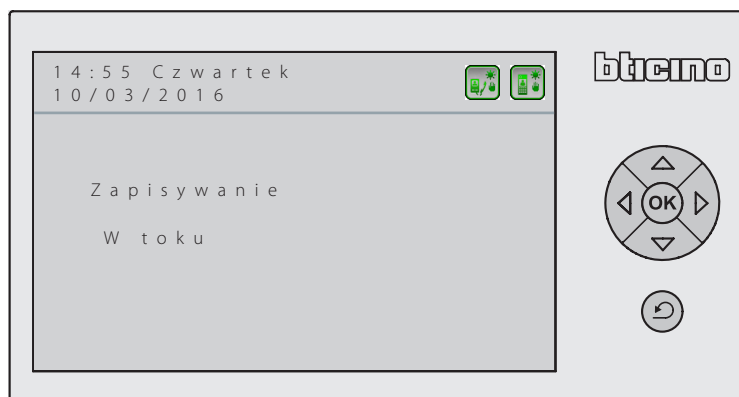 14:55 Czwartek
10/03/2016
bticino
Zapisywanie
W toku
OK